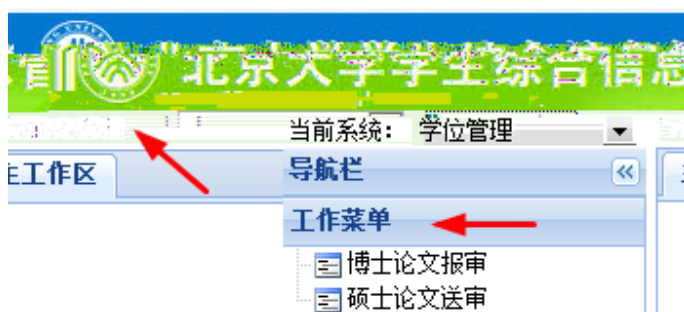 北京大学学生综合信息
当前系统： 学位管理
主工作区
导航栏
工作菜单
博士论文报审
硕士论文送审